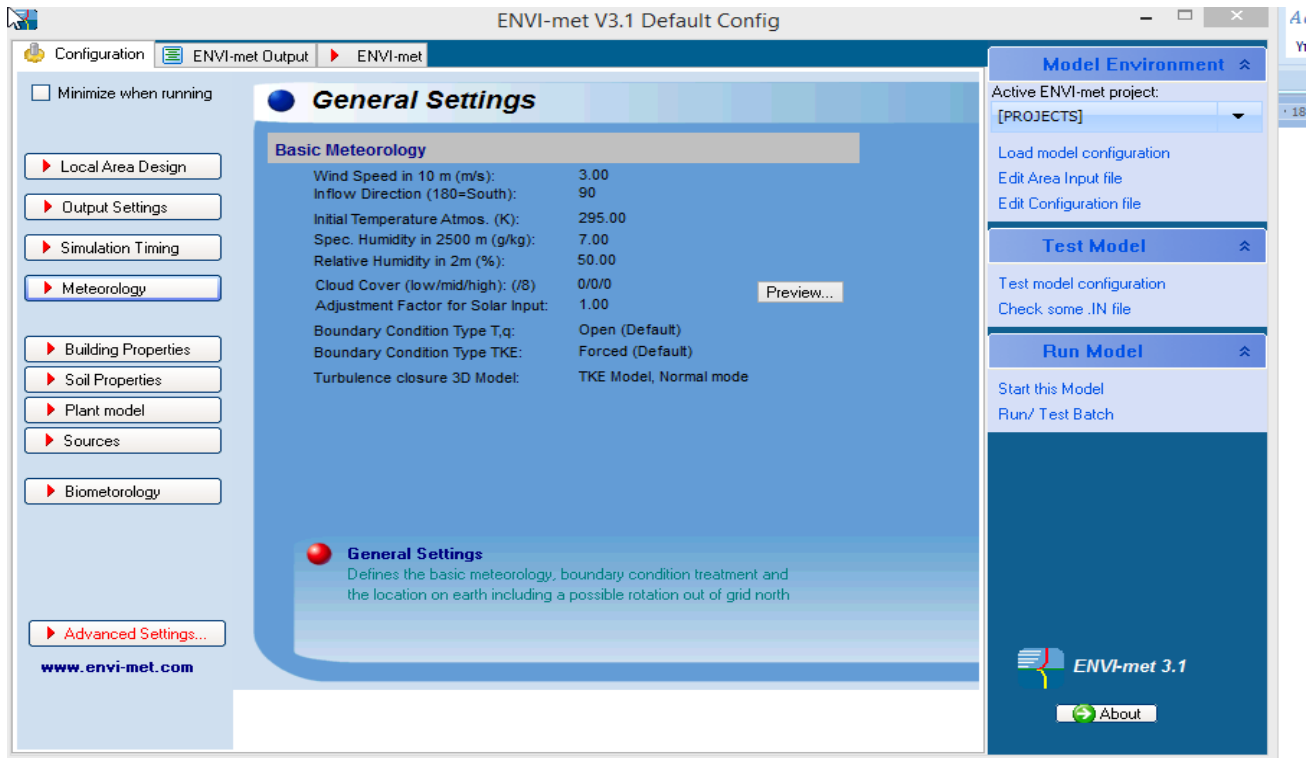 ENVI-met V3.1 Default Config
Configuration
ENVI-met Output
ENVI-met
Minimize when running
Local Area Design
Output Settings
Simulation Timing
Meteorology
Building Properties
Soil Properties
Plant model
Sources
Biometorology
Advanced Settings...
www.envi-met.com
General Settings
Basic Meteorology
Wind Speed in 10 m (m/s): 3.00
Inflow Direction (180=South): 90
Initial Temperature Atmos. (K): 295.00
Spec. Humidity in 2500 m (g/kg): 7.00
Relative Humidity in 2m (%): 50.00
Cloud Cover (low/mid/high): (/8) 0/0/0
Preview...
Adjustment Factor for Solar Input: 1.00
Boundary Condition Type T,q: Open (Default)
Boundary Condition Type TKE: Forced (Default)
Turbulence closure 3D Model: TKE Model, Normal mode
General Settings
Defines the basic meteorology, boundary condition treatment and
the location on earth including a possible rotation out of grid north
Model Environment
Active ENVI-met project:
[PROJECTS]
Load model configuration
Edit Area Input file
Edit Configuration file
Test Model
Test model configuration
Check some .IN file
Run Model
Start this Model
Run/ Test Batch
ENVI-met 3.1
About
18